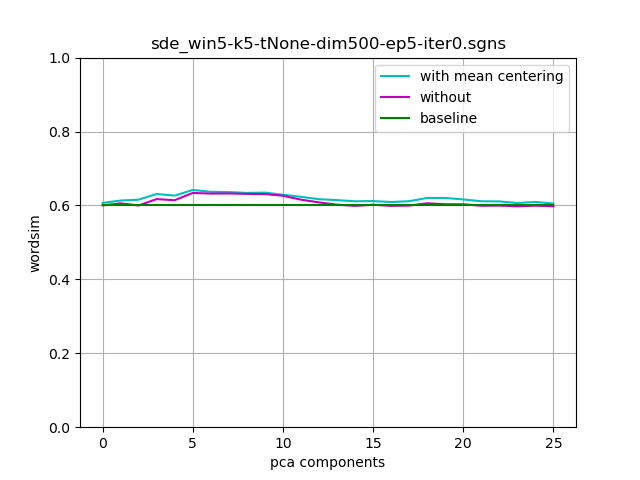 sde_win5-k5-tNone-dim500-ep5-iter0.sgns
with mean centering
without
baseline
1.0
0.8
0.6
0.4
0.2
0.0
wordsim
0 5 10 15 20 25
pca components